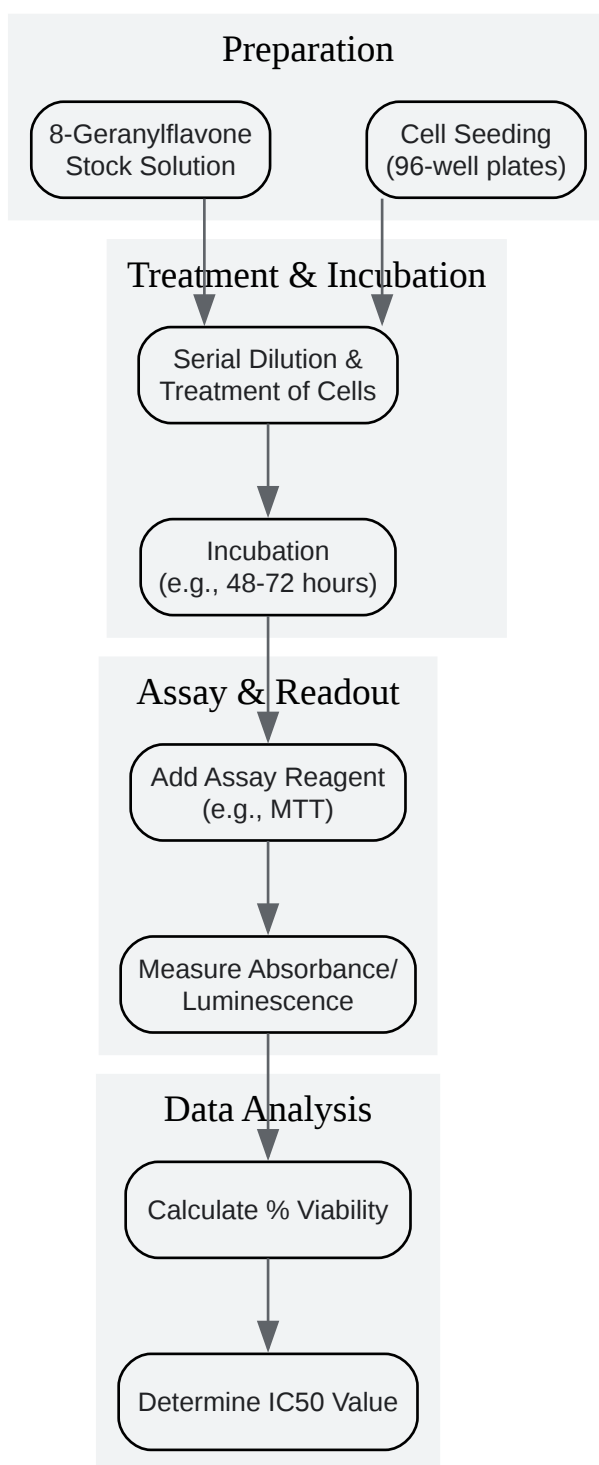 Preparation
8-Geranylflavone
Stock Solution
Cell Seeding
(96-well plates)
Treatment & Incubation
Serial Dilution &
Treatment of Cells
Incubation
(e.g., 48-72 hours)
Assay & Readout
Add Assay Reagent
(e.g., MTT)
Measure Absorbance/
Luminescence
Data Analysis
Calculate % Viability
Determine IC50 Value